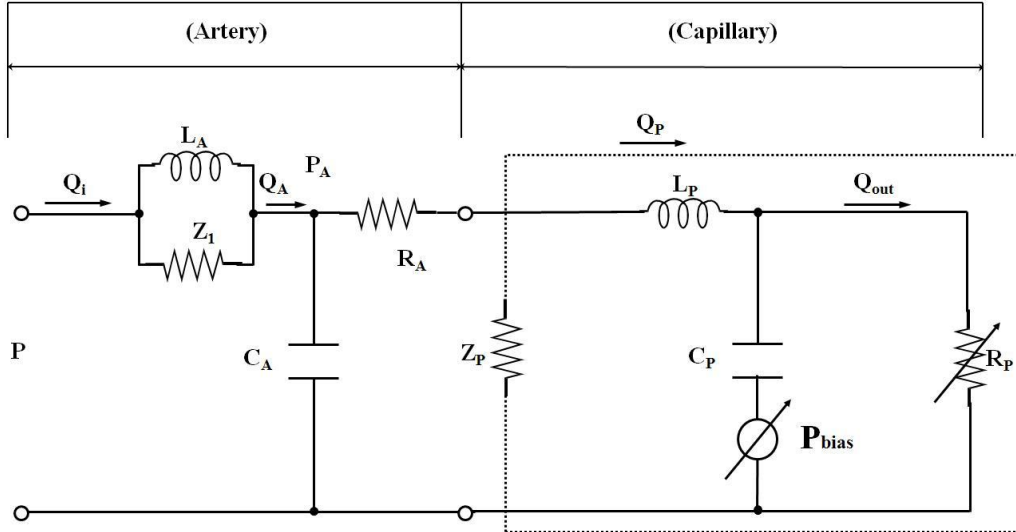 (Artery) (Capillary)
Q_P
L_A
P_A
Q_i
Q_A
L_P
Q_out
Z_1
R_A
P
C_A
Z_P
C_P
R_P
P_bias